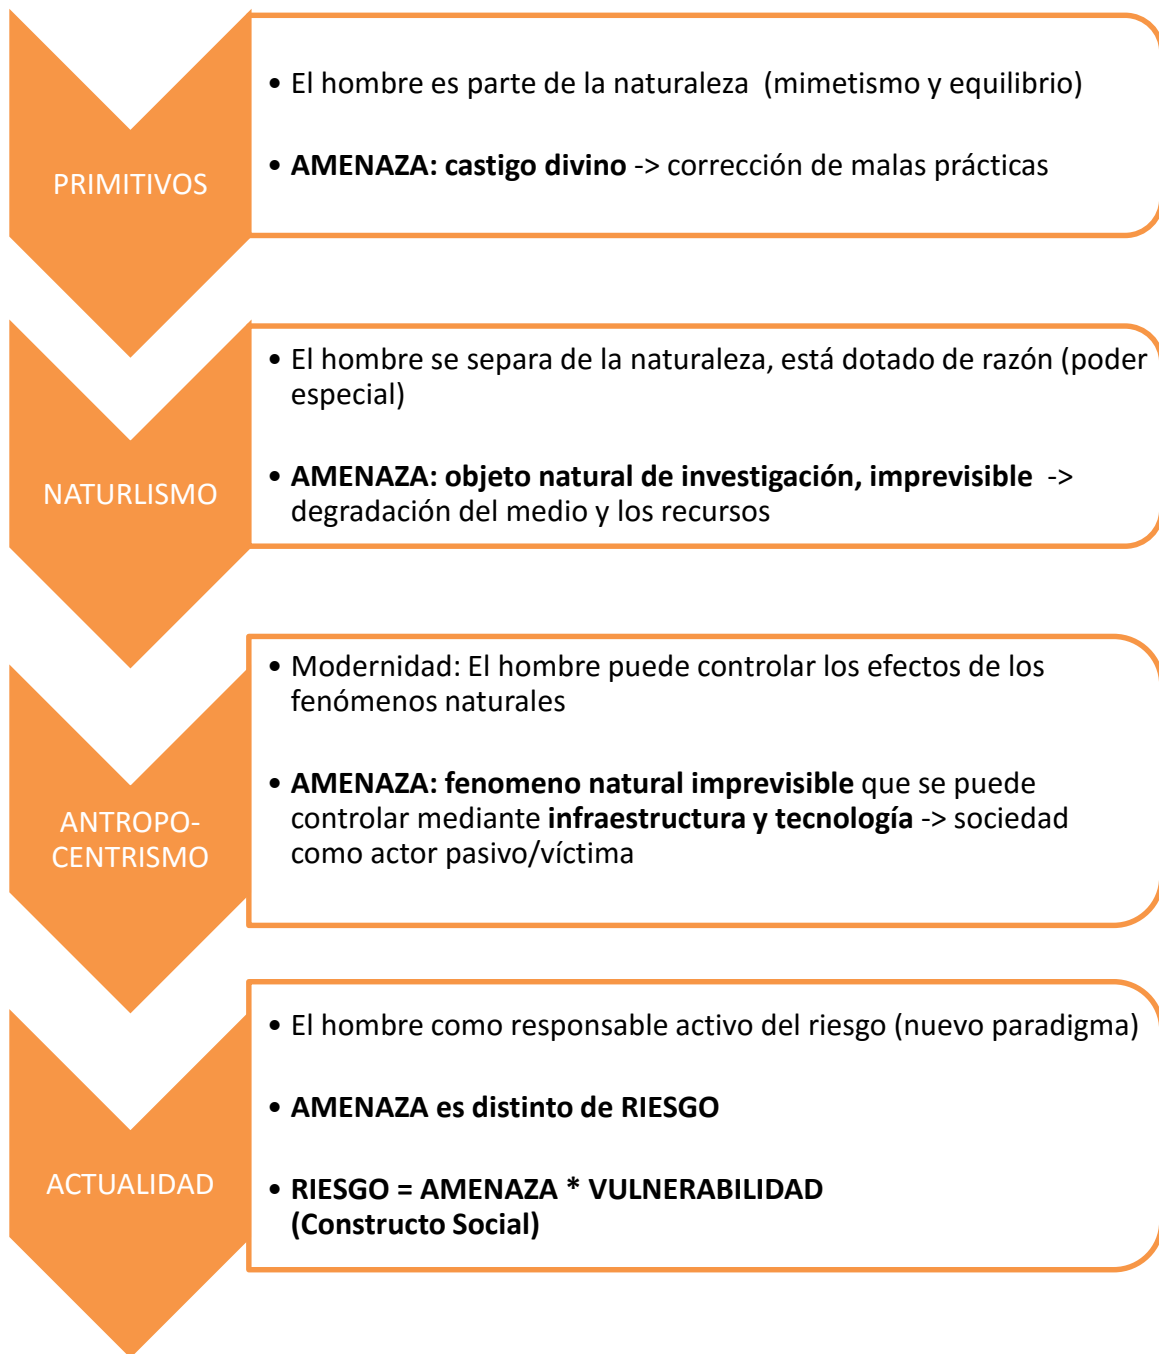 PRIMITIVOS
• El hombre es parte de la naturaleza (mimetismo y equilibrio)
• AMENAZA: castigo divino -> corrección de malas prácticas
NATURLISMO
• El hombre se separa de la naturaleza, está dotado de razón (poder
especial)
• AMENAZA: objeto natural de investigación, imprevisible ->
degradación del medio y los recursos
ANTROPO-
CENTRISMO
• Modernidad: El hombre puede controlar los efectos de los
fenómenos naturales
• AMENAZA: fenomeno natural imprevisible que se puede
controlar mediante infraestructura y tecnología -> sociedad
como actor pasivo/víctima
ACTUALIDAD
• El hombre como responsable activo del riesgo (nuevo paradigma)
• AMENAZA es distinto de RIESGO
• RIESGO = AMENAZA * VULNERABILIDAD
(Constructo Social)